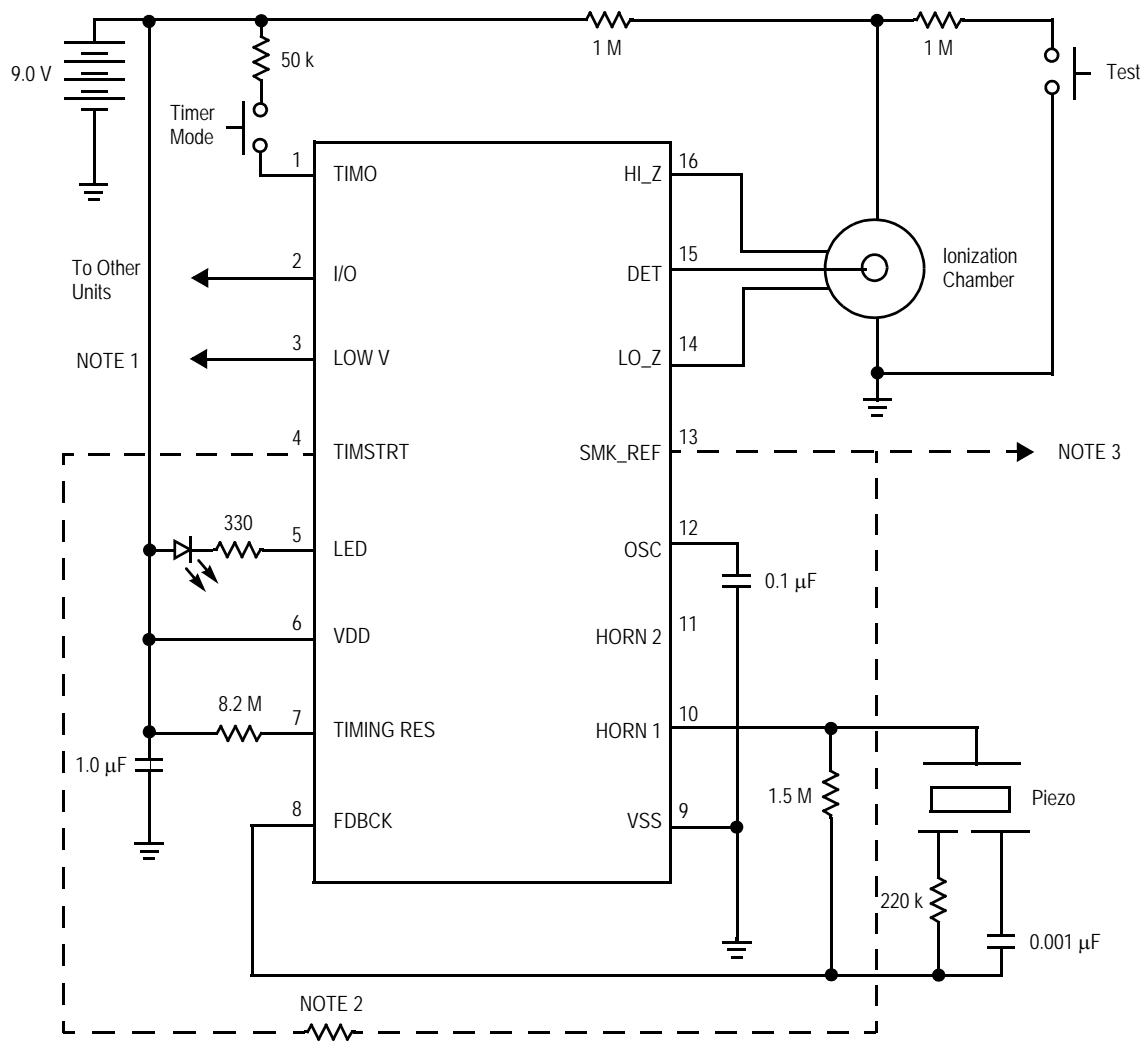 1 M
1 M
50 k
9.0 V
Test
Timer
Mode
1
TIMO
HI_Z
16
2
I/O
DET
15
To Other
Units
Ionization
Chamber
3
LOW V
LO_Z
14
NOTE 1
4
TIMSTRT
SMK_REF
13
NOTE 3
330
5
LED
OSC
12
0.1 μF
6
VDD
HORN 2
11
8.2 M
7
TIMING RES
HORN 1
10
1.0 μF
1.5 M
Piezo
8
FDBCK
VSS
9
220 k
0.001 μF
NOTE 2